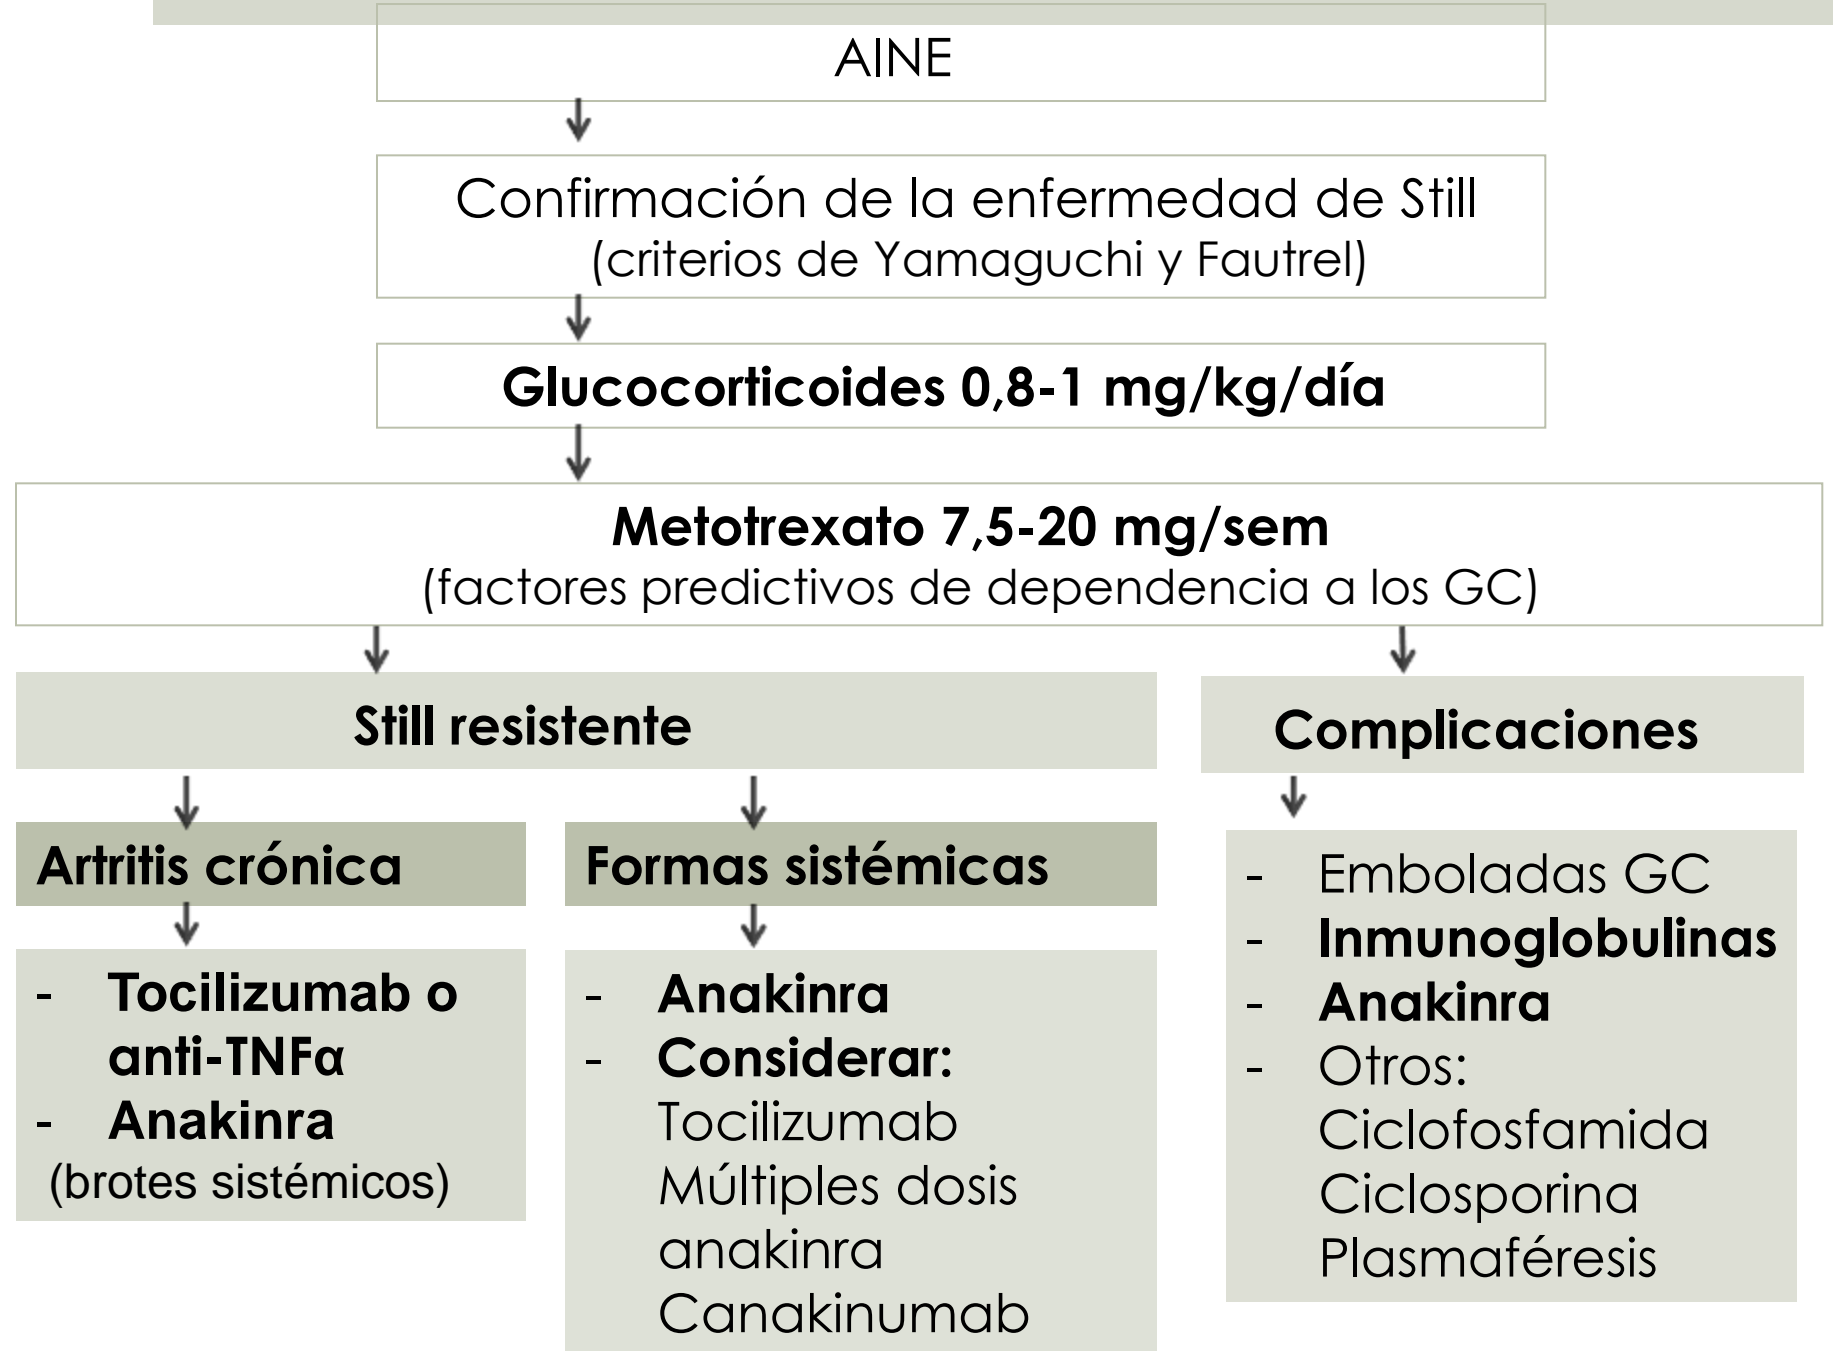 AINE
Confirmación de la enfermedad de Still
(criterios de Yamaguchi y Fautrel)
Glucocorticoides 0,8-1 mg/kg/día
Metotrexato 7,5-20 mg/sem
(factores predictivos de dependencia a los GC)
Still resistente
Artritis crónica
- Tocilizumab o
anti-TNFα
- Anakinra
(brotes sistémicos)
Formas sistémicas
- Anakinra
- Considerar:
Tocilizumab
Múltiples dosis
anakinra
Canakinumab
Complicaciones
- Emboladas GC
- Inmunoglobulinas
- Anakinra
- Otros:
Ciclofosfamida
Ciclosporina
Plasmaféresis